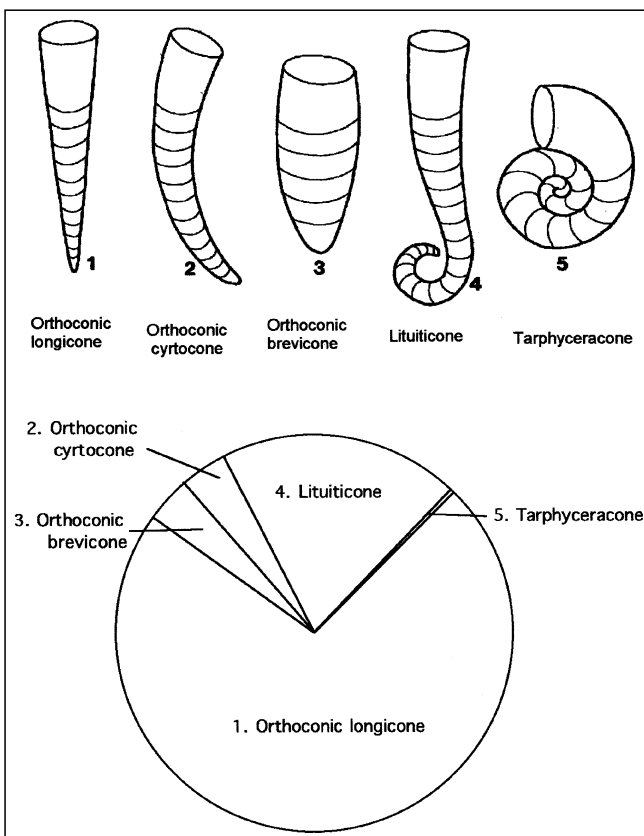 1
2
3
4
5
Orthoconic
longicone
Orthoconic
cyrtocone
Orthoconic
brevicone
Lituiticone
Tarphyceracone
2. Orthoconic
cyrtocone
3. Orthoconic
brevicone
4. Lituiticone
5. Tarphyceracone
1. Orthoconic longicone